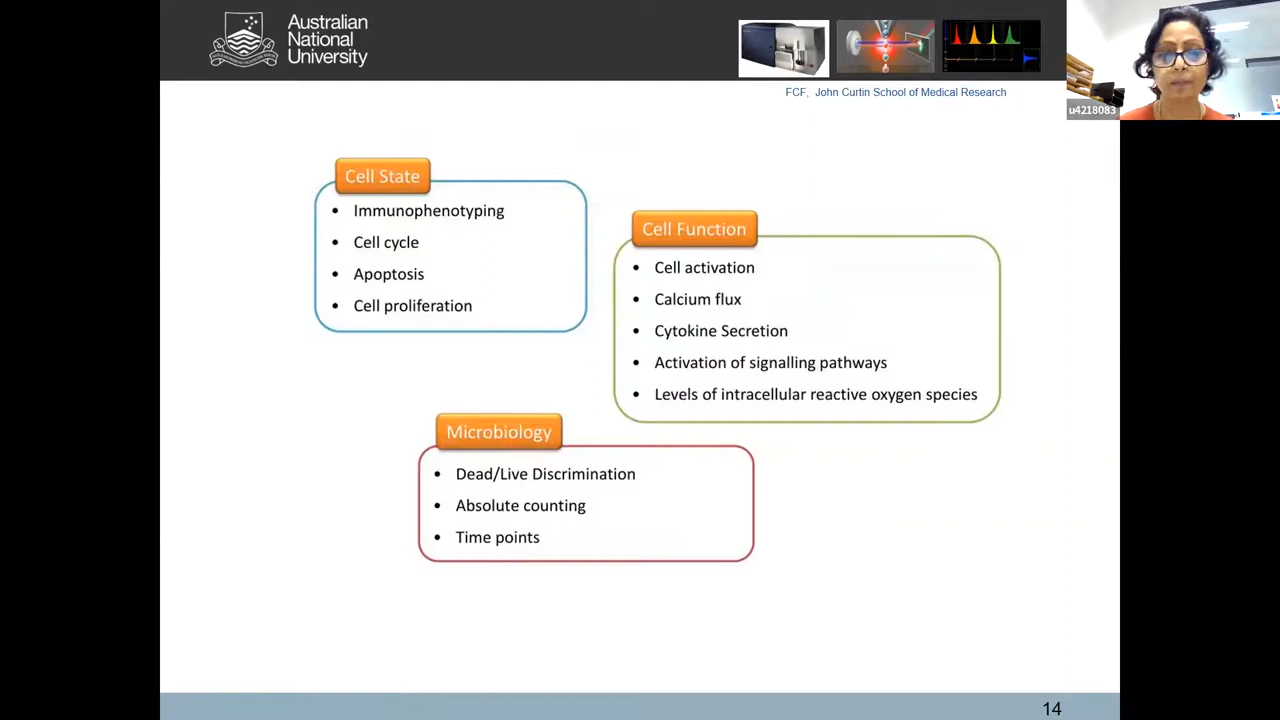 Australian
National
University
FCF, John Curtin School of Medical Research
u4218083
Cell State
• Immunophenotyping
• Cell cycle
• Apoptosis
• Cell proliferation
Cell Function
• Cell activation
• Calcium flux
• Cytokine Secretion
• Activation of signalling pathways
• Levels of intracellular reactive oxygen species
Microbiology
• Dead/Live Discrimination
• Absolute counting
• Time points
14